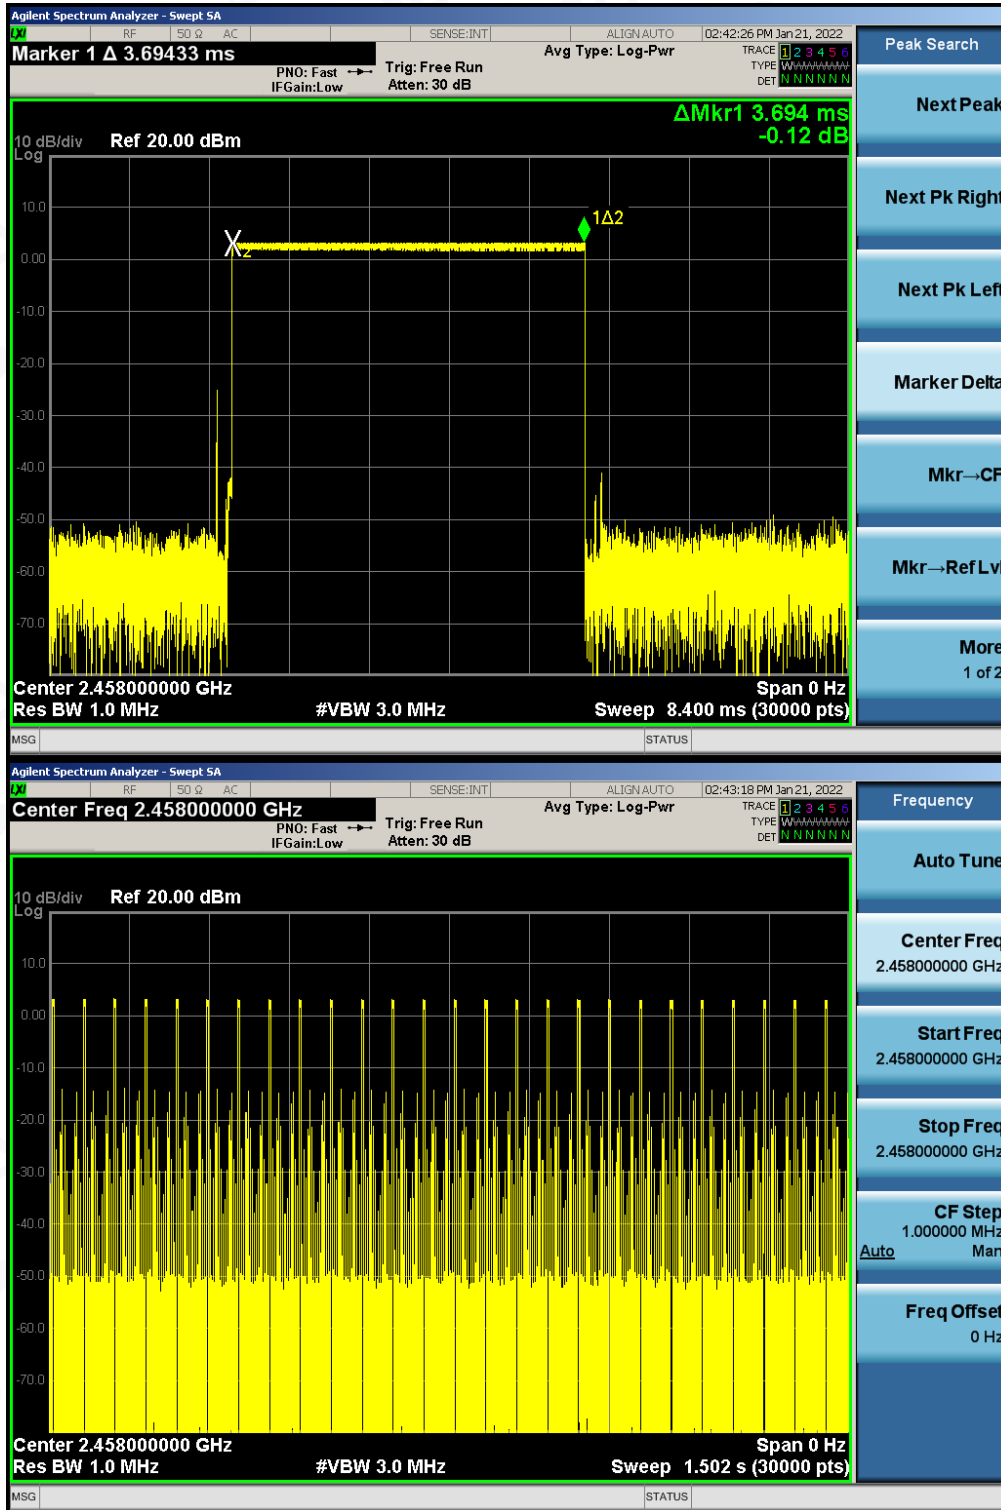 Agilent Spectrum Analyzer - Swept SA
LXI RF 50 Ω AC SENSE:INT ALIGN AUTO 02:42:26 PM Jan 21, 2022
Marker 1 Δ 3.69433 ms
PNO: Fast
IFGain:Low
Trig: Free Run
Atten: 30 dB
Avg Type: Log-Pwr
TRACE 1 2 3 4 5 6
TYPE W
DET N N N N N N
ΔMkr1 3.694 ms
-0.12 dB
10 dB/div Ref 20.00 dBm
Log
10.0
0.00
-10.0
-20.0
-30.0
-40.0
-50.0
-60.0
-70.0
X2
1Δ2
Center 2.458000000 GHz Span 0 Hz
Res BW 1.0 MHz #VBW 3.0 MHz Sweep 8.400 ms (30000 pts)
MSG STATUS
Peak Search
Next Peak
Next Pk Right
Next Pk Left
Marker Delta
Mkr→CF
Mkr→Ref Lvl
More
1 of 2
Agilent Spectrum Analyzer - Swept SA
LXI RF 50 Ω AC SENSE:INT ALIGN AUTO 02:43:18 PM Jan 21, 2022
Center Freq 2.458000000 GHz
PNO: Fast
IFGain:Low
Trig: Free Run
Atten: 30 dB
Avg Type: Log-Pwr
TRACE 1 2 3 4 5 6
TYPE W
DET N N N N N N
10 dB/div Ref 20.00 dBm
Log
10.0
0.00
-10.0
-20.0
-30.0
-40.0
-50.0
-60.0
-70.0
Center 2.458000000 GHz Span 0 Hz
Res BW 1.0 MHz #VBW 3.0 MHz Sweep 1.502 s (30000 pts)
MSG STATUS
Frequency
Auto Tune
Center Freq
2.458000000 GHz
Start Freq
2.458000000 GHz
Stop Freq
2.458000000 GHz
CF Step
1.000000 MHz
Auto Man
Freq Offset
0 Hz